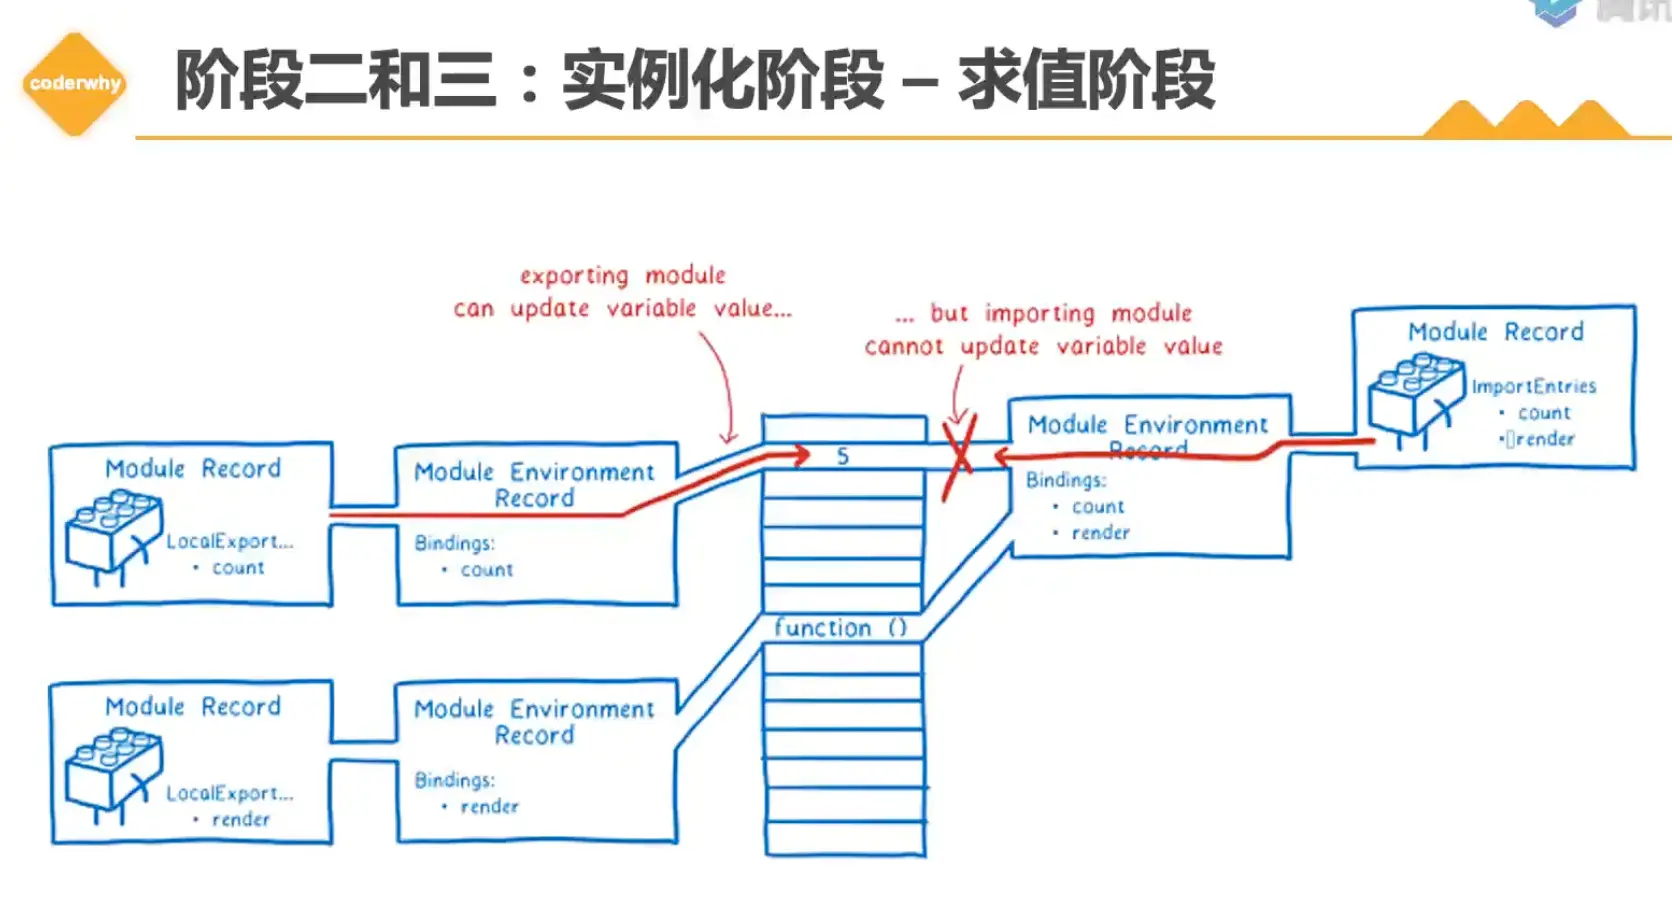 coderwhy
阶段二和三：实例化阶段 – 求值阶段
exporting module
can update variable value...
... but importing module
cannot update variable value
Module Record
ImportEntries
• count
• render
Module Environment
Record
Bindings:
• count
• render
5
function ()
Module Record
LocalExport...
• count
Module Environment
Record
Bindings:
• count
Module Record
LocalExport...
• render
Module Environment
Record
Bindings:
• render